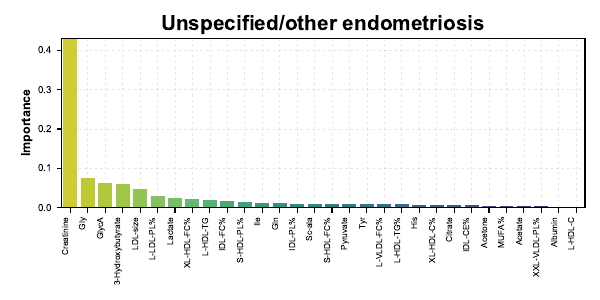 Unspecified/other endometriosis
Importance
0.4
0.3
0.2
0.1
0.0
Creatinine
Gly
GlycA
3-Hydroxybutyrate
LDL-size
L-LDL-PL%
Lactate
XL-HDL-FC%
L-HDL-TG
IDL-FC%
S-HDL-PL%
Ile
Gln
IDL-PL%
Sc-ala
S-HDL-FC%
Pyruvate
Tyr
L-VLDL-FC%
L-HDL-TG%
His
XL-HDL-C%
Citrate
IDL-CE%
Acetone
MUFA%
Acetate
XXL-VLDL-PL%
Albumin
L-HDL-C